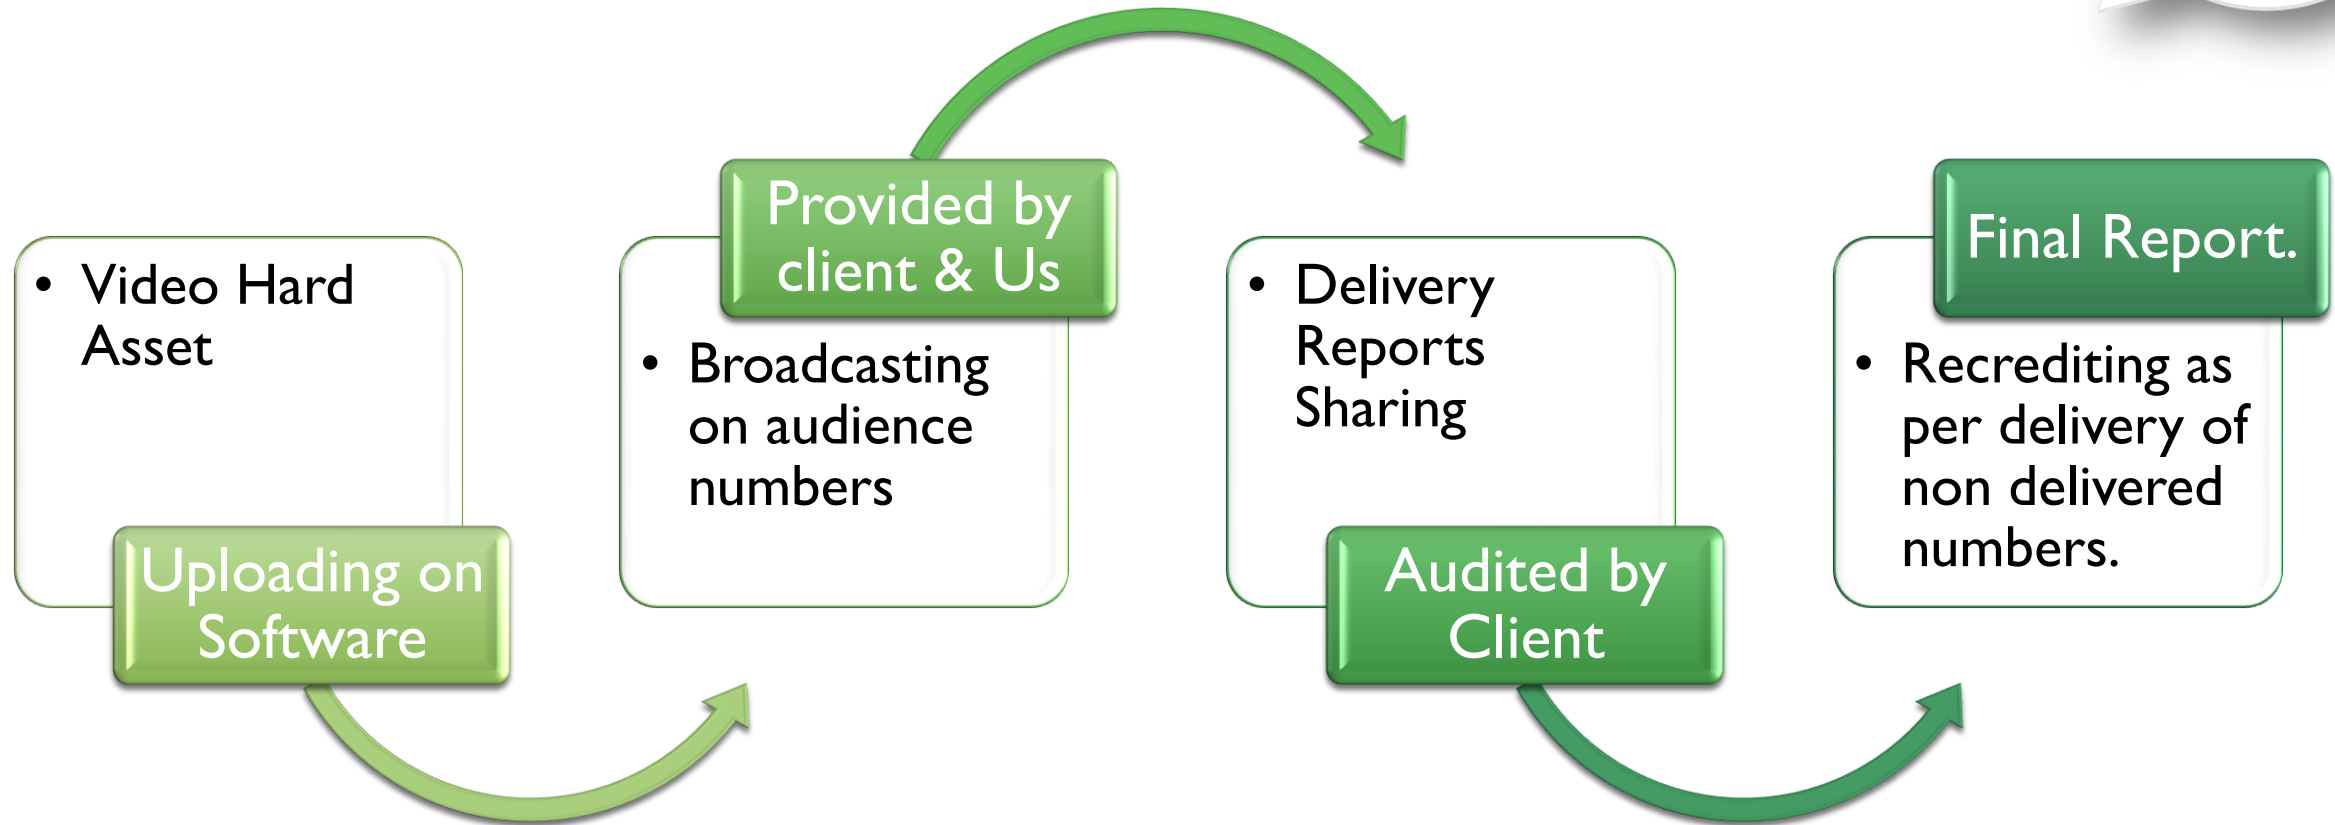 • Video Hard
Asset
Uploading on
Software
Provided by
client & Us
• Broadcasting
on audience
numbers
• Delivery
Reports
Sharing
Audited by
Client
Final Report.
• Recrediting as
per delivery of
non delivered
numbers.